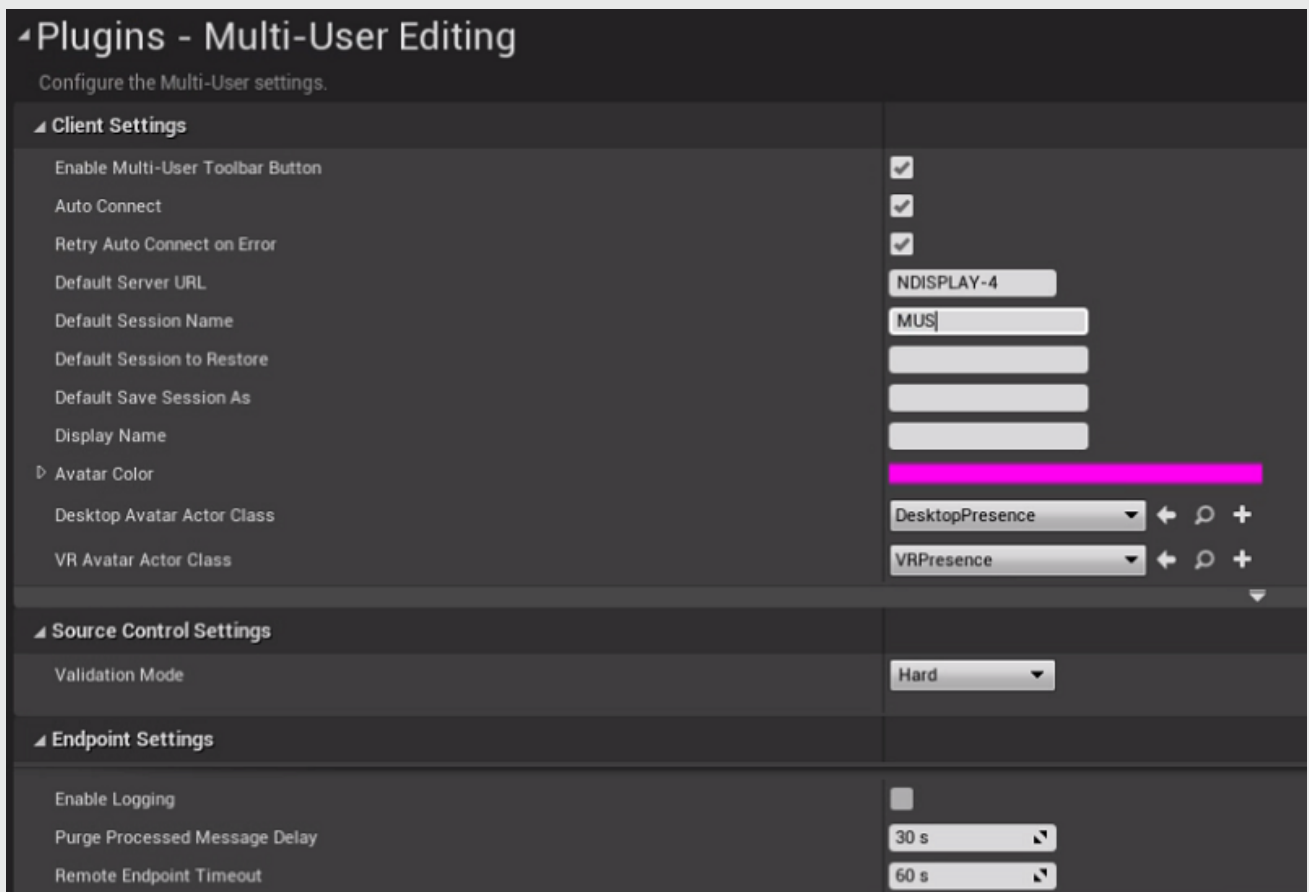 Plugins - Multi-User Editing
Configure the Multi-User settings.
Client Settings
Enable Multi-User Toolbar Button
Auto Connect
Retry Auto Connect on Error
Default Server URL NDISPLAY-4
Default Session Name MUS
Default Session to Restore
Default Save Session As
Display Name
Avatar Color
Desktop Avatar Actor Class DesktopPresence
VR Avatar Actor Class VRPresence
Source Control Settings
Validation Mode Hard
Endpoint Settings
Enable Logging
Purge Processed Message Delay 30 s
Remote Endpoint Timeout 60 s